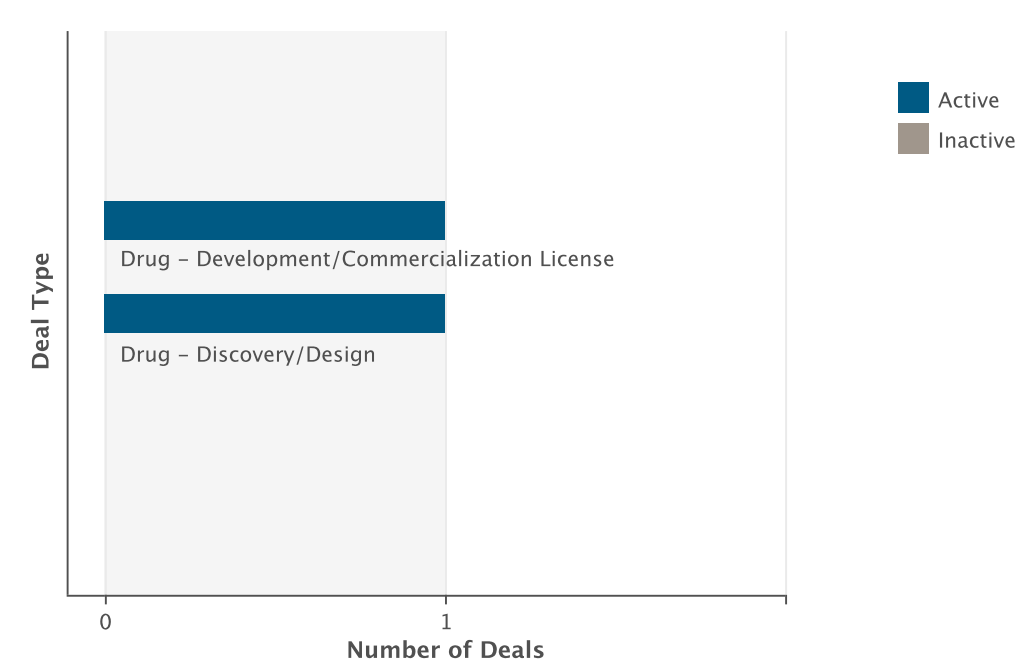 Active
Inactive
Drug – Development/Commercialization License
Drug – Discovery/Design
Deal Type
0
1
Number of Deals